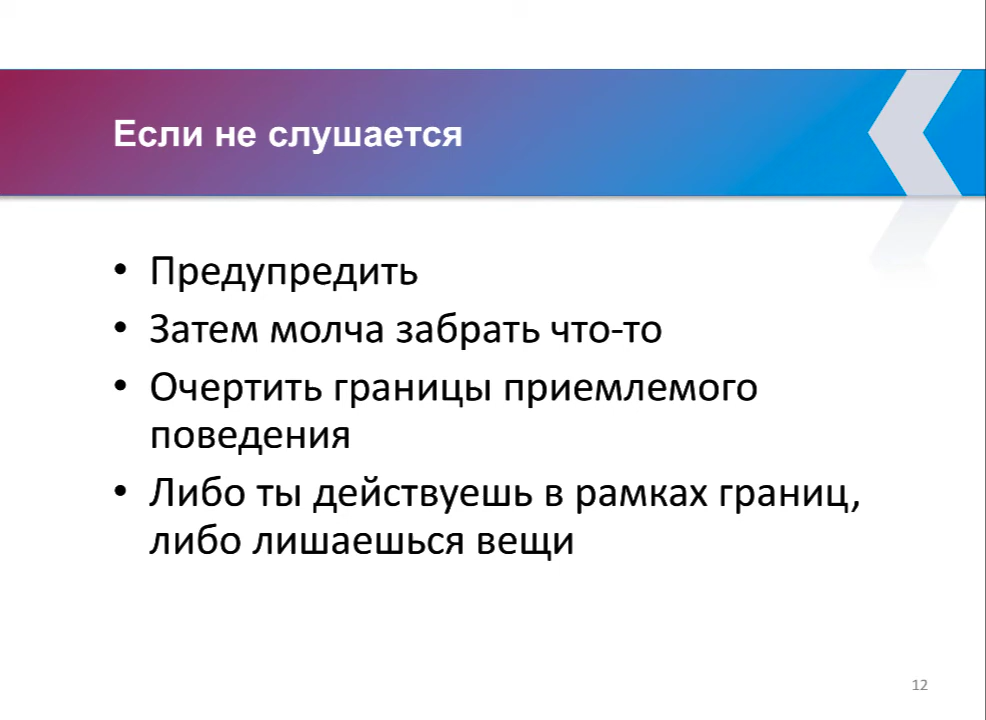 Если не слушается
• Предупредить
• Затем молча забрать что-то
• Очертить границы приемлемого
поведения
• Либо ты действуешь в рамках границ,
либо лишаешься вещи
12